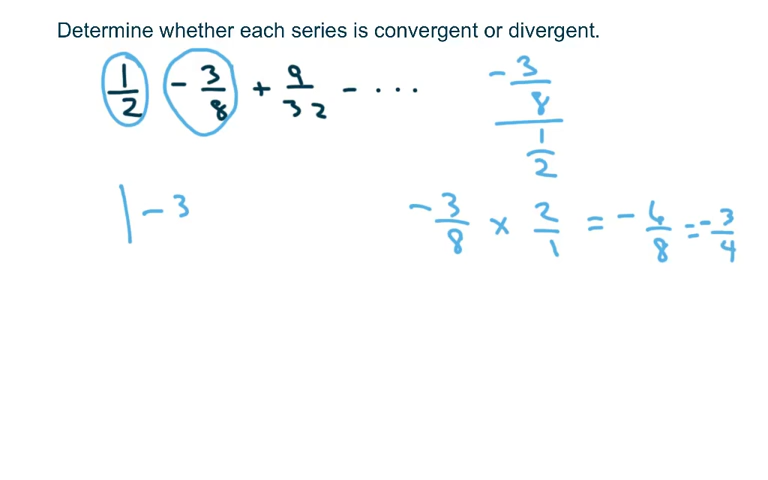 Determine whether each series is convergent or divergent.
1/2 - 3/8 + 9/32 - ...
-3/8 / 1/2
| - 3
-3/8 × 2/1 = -6/8 = -3/4